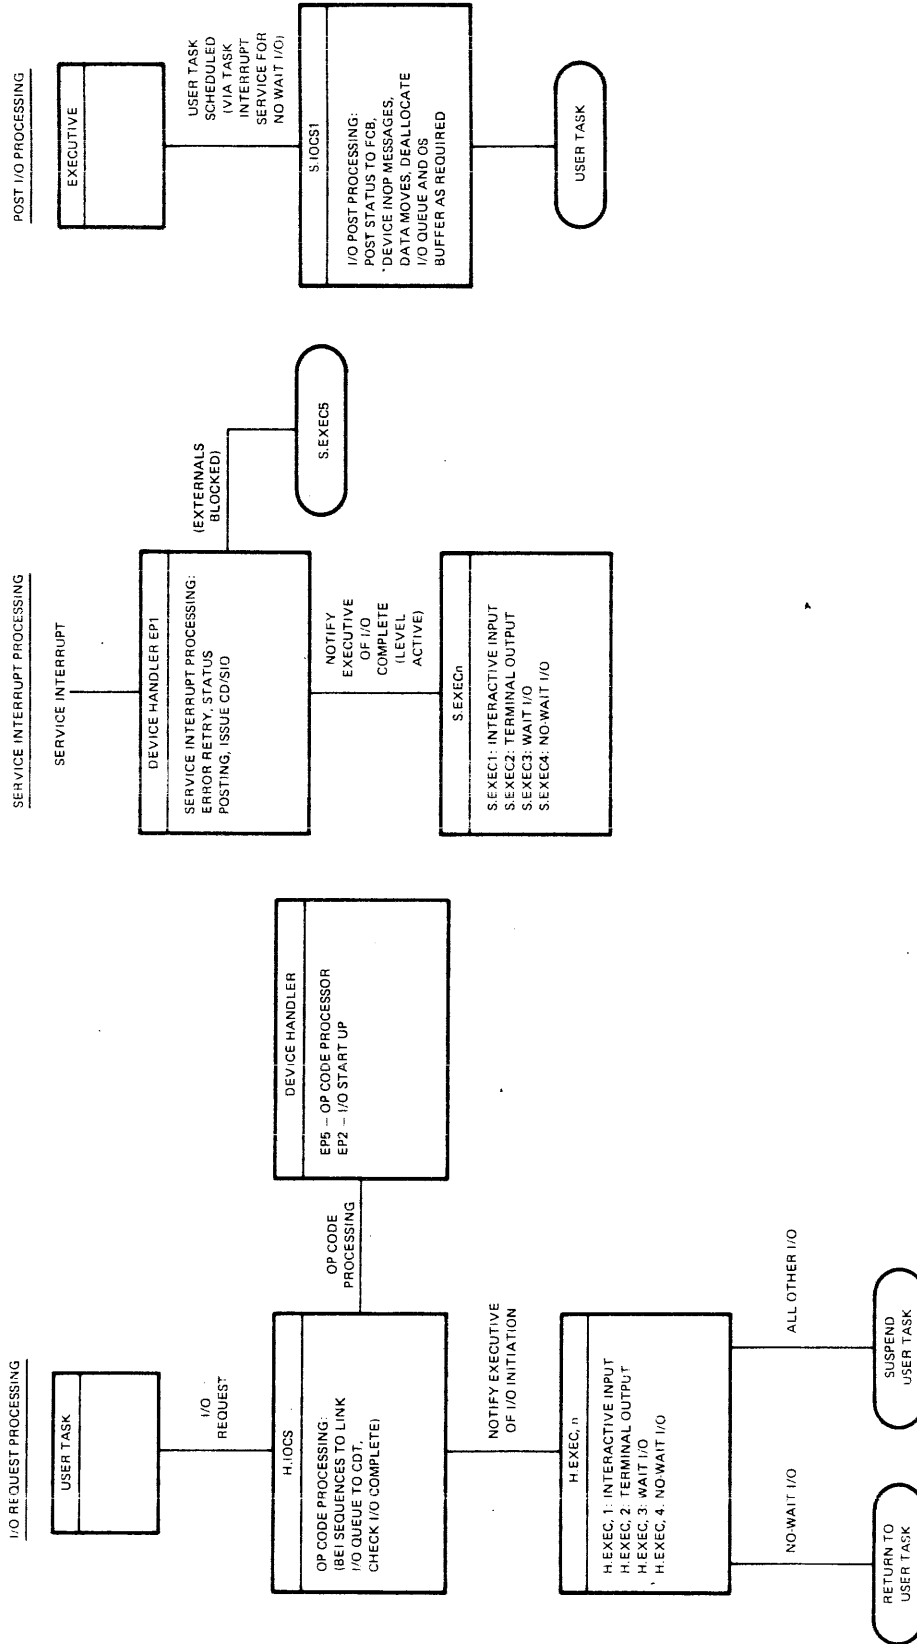 I/O REQUEST PROCESSING
USER TASK
I/O
REQUEST
H.IOCS
OP CODE PROCESSING:
(BEI SEQUENCES TO LINK
I/O QUEUE TO CDT,
CHECK I/O COMPLETE)
OP CODE
PROCESSING
DEVICE HANDLER
EP5 – OP CODE PROCESSOR
EP2 – I/O START UP
NOTIFY EXECUTIVE
OF I/O INITIATION
H.EXEC, n
H.EXEC, 1: INTERACTIVE INPUT
H.EXEC, 2: TERMINAL OUTPUT
H.EXEC, 3: WAIT I/O
H.EXEC, 4. NO-WAIT I/O
NO-WAIT I/O
ALL OTHER I/O
RETURN TO
USER TASK
SUSPEND
USER TASK
SERVICE INTERRUPT PROCESSING
SERVICE INTERRUPT
DEVICE HANDLER EP1
SERVICE INTERRUPT PROCESSING:
ERROR RETRY, STATUS
POSTING, ISSUE CD/SIO
(EXTERNALS
BLOCKED)
S.EXEC5
NOTIFY
EXECUTIVE
OF I/O
COMPLETE
(LEVEL
ACTIVE)
S.EXECn
S.EXEC1: INTERACTIVE INPUT
S.EXEC2: TERMINAL OUTPUT
S.EXEC3: WAIT I/O
S.EXEC4: NO-WAIT I/O
POST I/O PROCESSING
EXECUTIVE
USER TASK
SCHEDULED
(VIA TASK
INTERRUPT
SERVICE FOR
NO WAIT I/O)
S.IOCS1
I/O POST PROCESSING:
POST STATUS TO FCB,
DEVICE INOP MESSAGES,
DATA MOVES, DEALLOCATE
I/O QUEUE AND OS
BUFFER AS REQUIRED
USER TASK